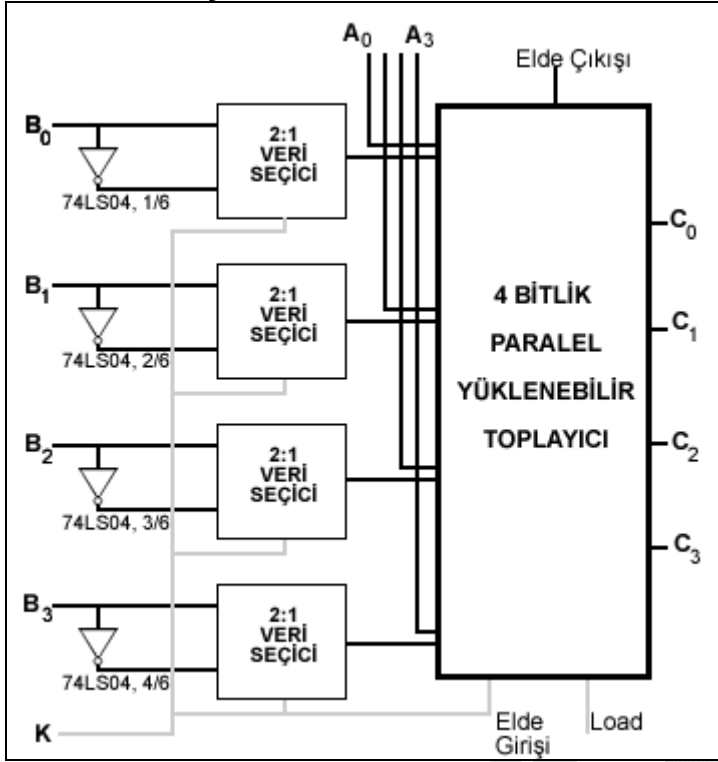 A0 A3
Elde Çıkışı
B0
2:1
VERİ
SEÇİCİ
74LS04, 1/6
C0
B1
2:1
VERİ
SEÇİCİ
74LS04, 2/6
4 BİTLİK
PARALEL
YÜKLENEBİLİR
TOPLAYICI
C1
B2
2:1
VERİ
SEÇİCİ
74LS04, 3/6
C2
C3
B3
2:1
VERİ
SEÇİCİ
74LS04, 4/6
K
Elde
Girişi
Load